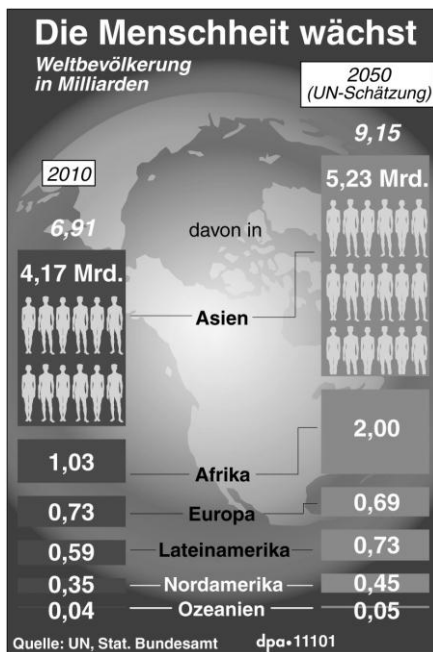 Die Menschheit wächst
Weltbevölkerung
in Milliarden
2050
(UN-Schätzung)
9,15
2010
6,91
davon in
5,23 Mrd.
4,17 Mrd.
Asien
2,00
1,03
Afrika
0,73
Europa
0,69
0,59
Lateinamerika
0,73
0,35
Nordamerika
0,45
0,04
Ozeanien
0,05
Quelle: UN, Stat. Bundesamt
dpa•11101